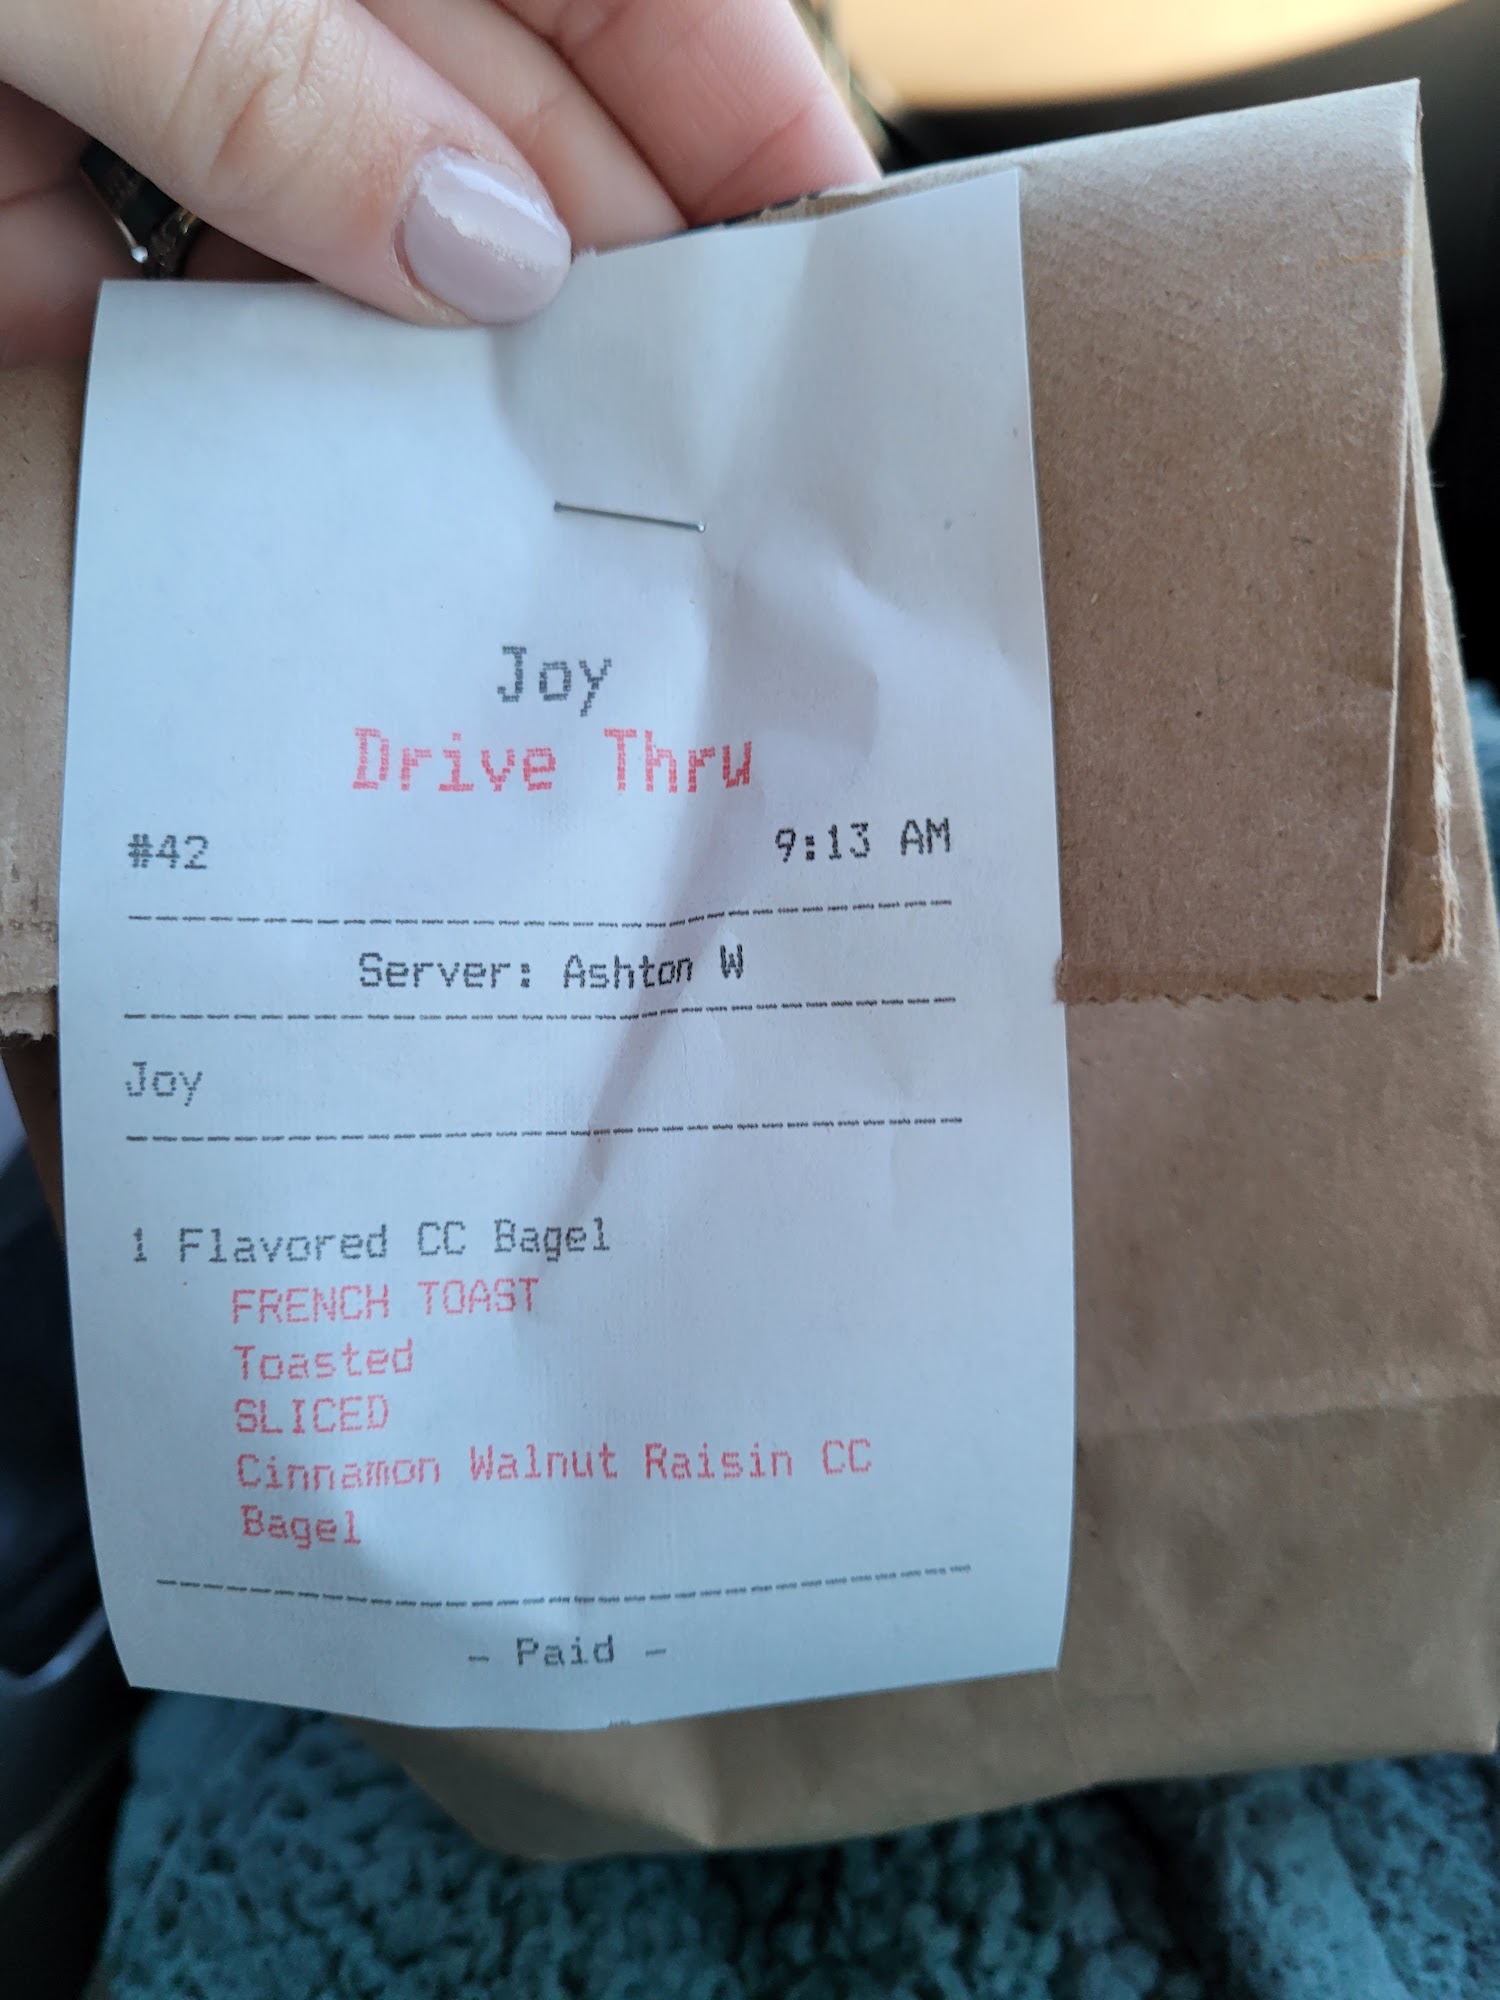 Joy
Drive Thru
#42 9:13 AM
Server: Ashton W
Joy
1 Flavored CC Bagel
FRENCH TOAST
Toasted
SLICED
Cinnamon Walnut Raisin CC
Bagel
- Paid -